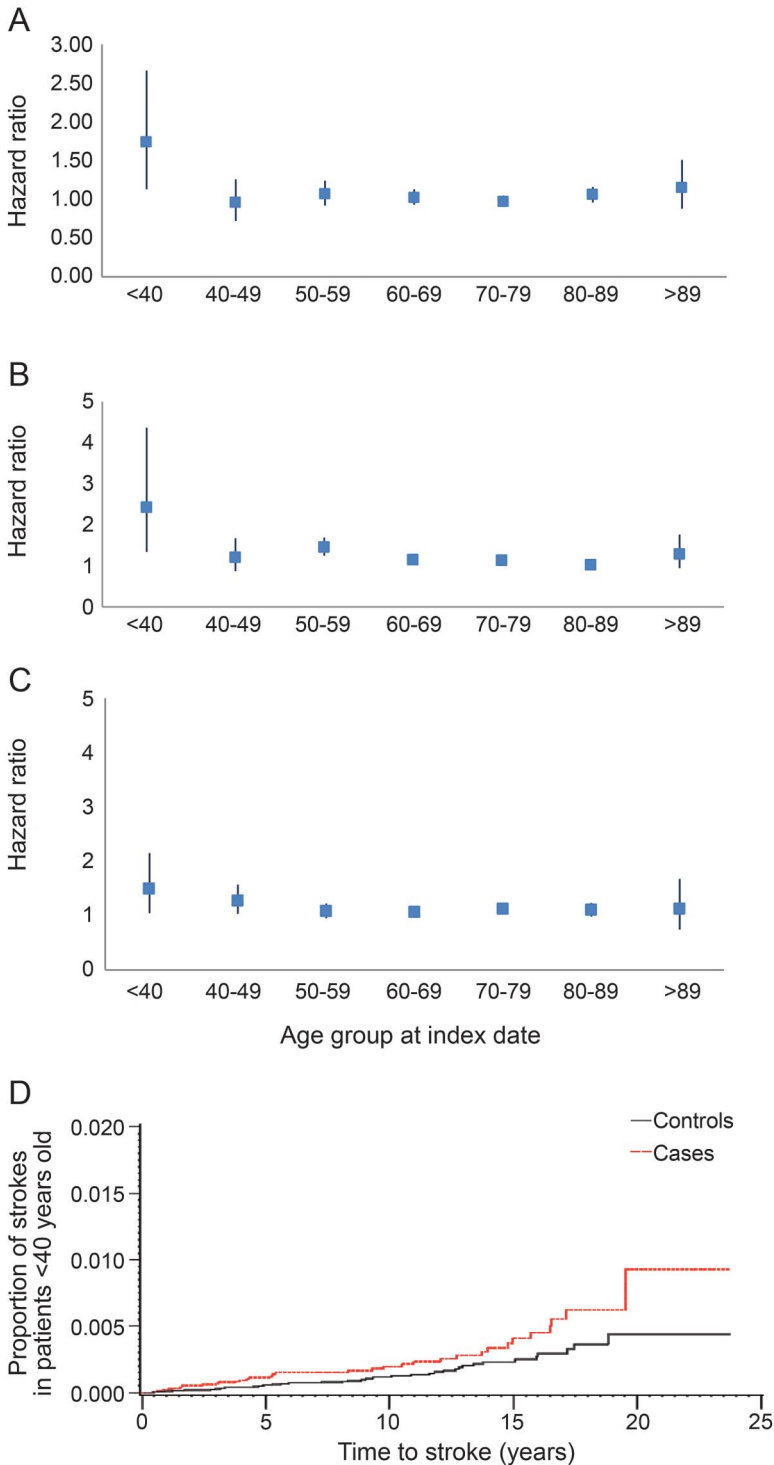 A
Hazard ratio
3.00
2.50
2.00
1.50
1.00
0.50
0.00
<40 40-49 50-59 60-69 70-79 80-89 >89
B
Hazard ratio
5
4
3
2
1
0
<40 40-49 50-59 60-69 70-79 80-89 >89
C
Hazard ratio
5
4
3
2
1
0
<40 40-49 50-59 60-69 70-79 80-89 >89
Age group at index date
D
Proportion of strokes
in patients <40 years old
0.020
0.015
0.010
0.005
0.000
Controls
Cases
0 5 10 15 20 25
Time to stroke (years)